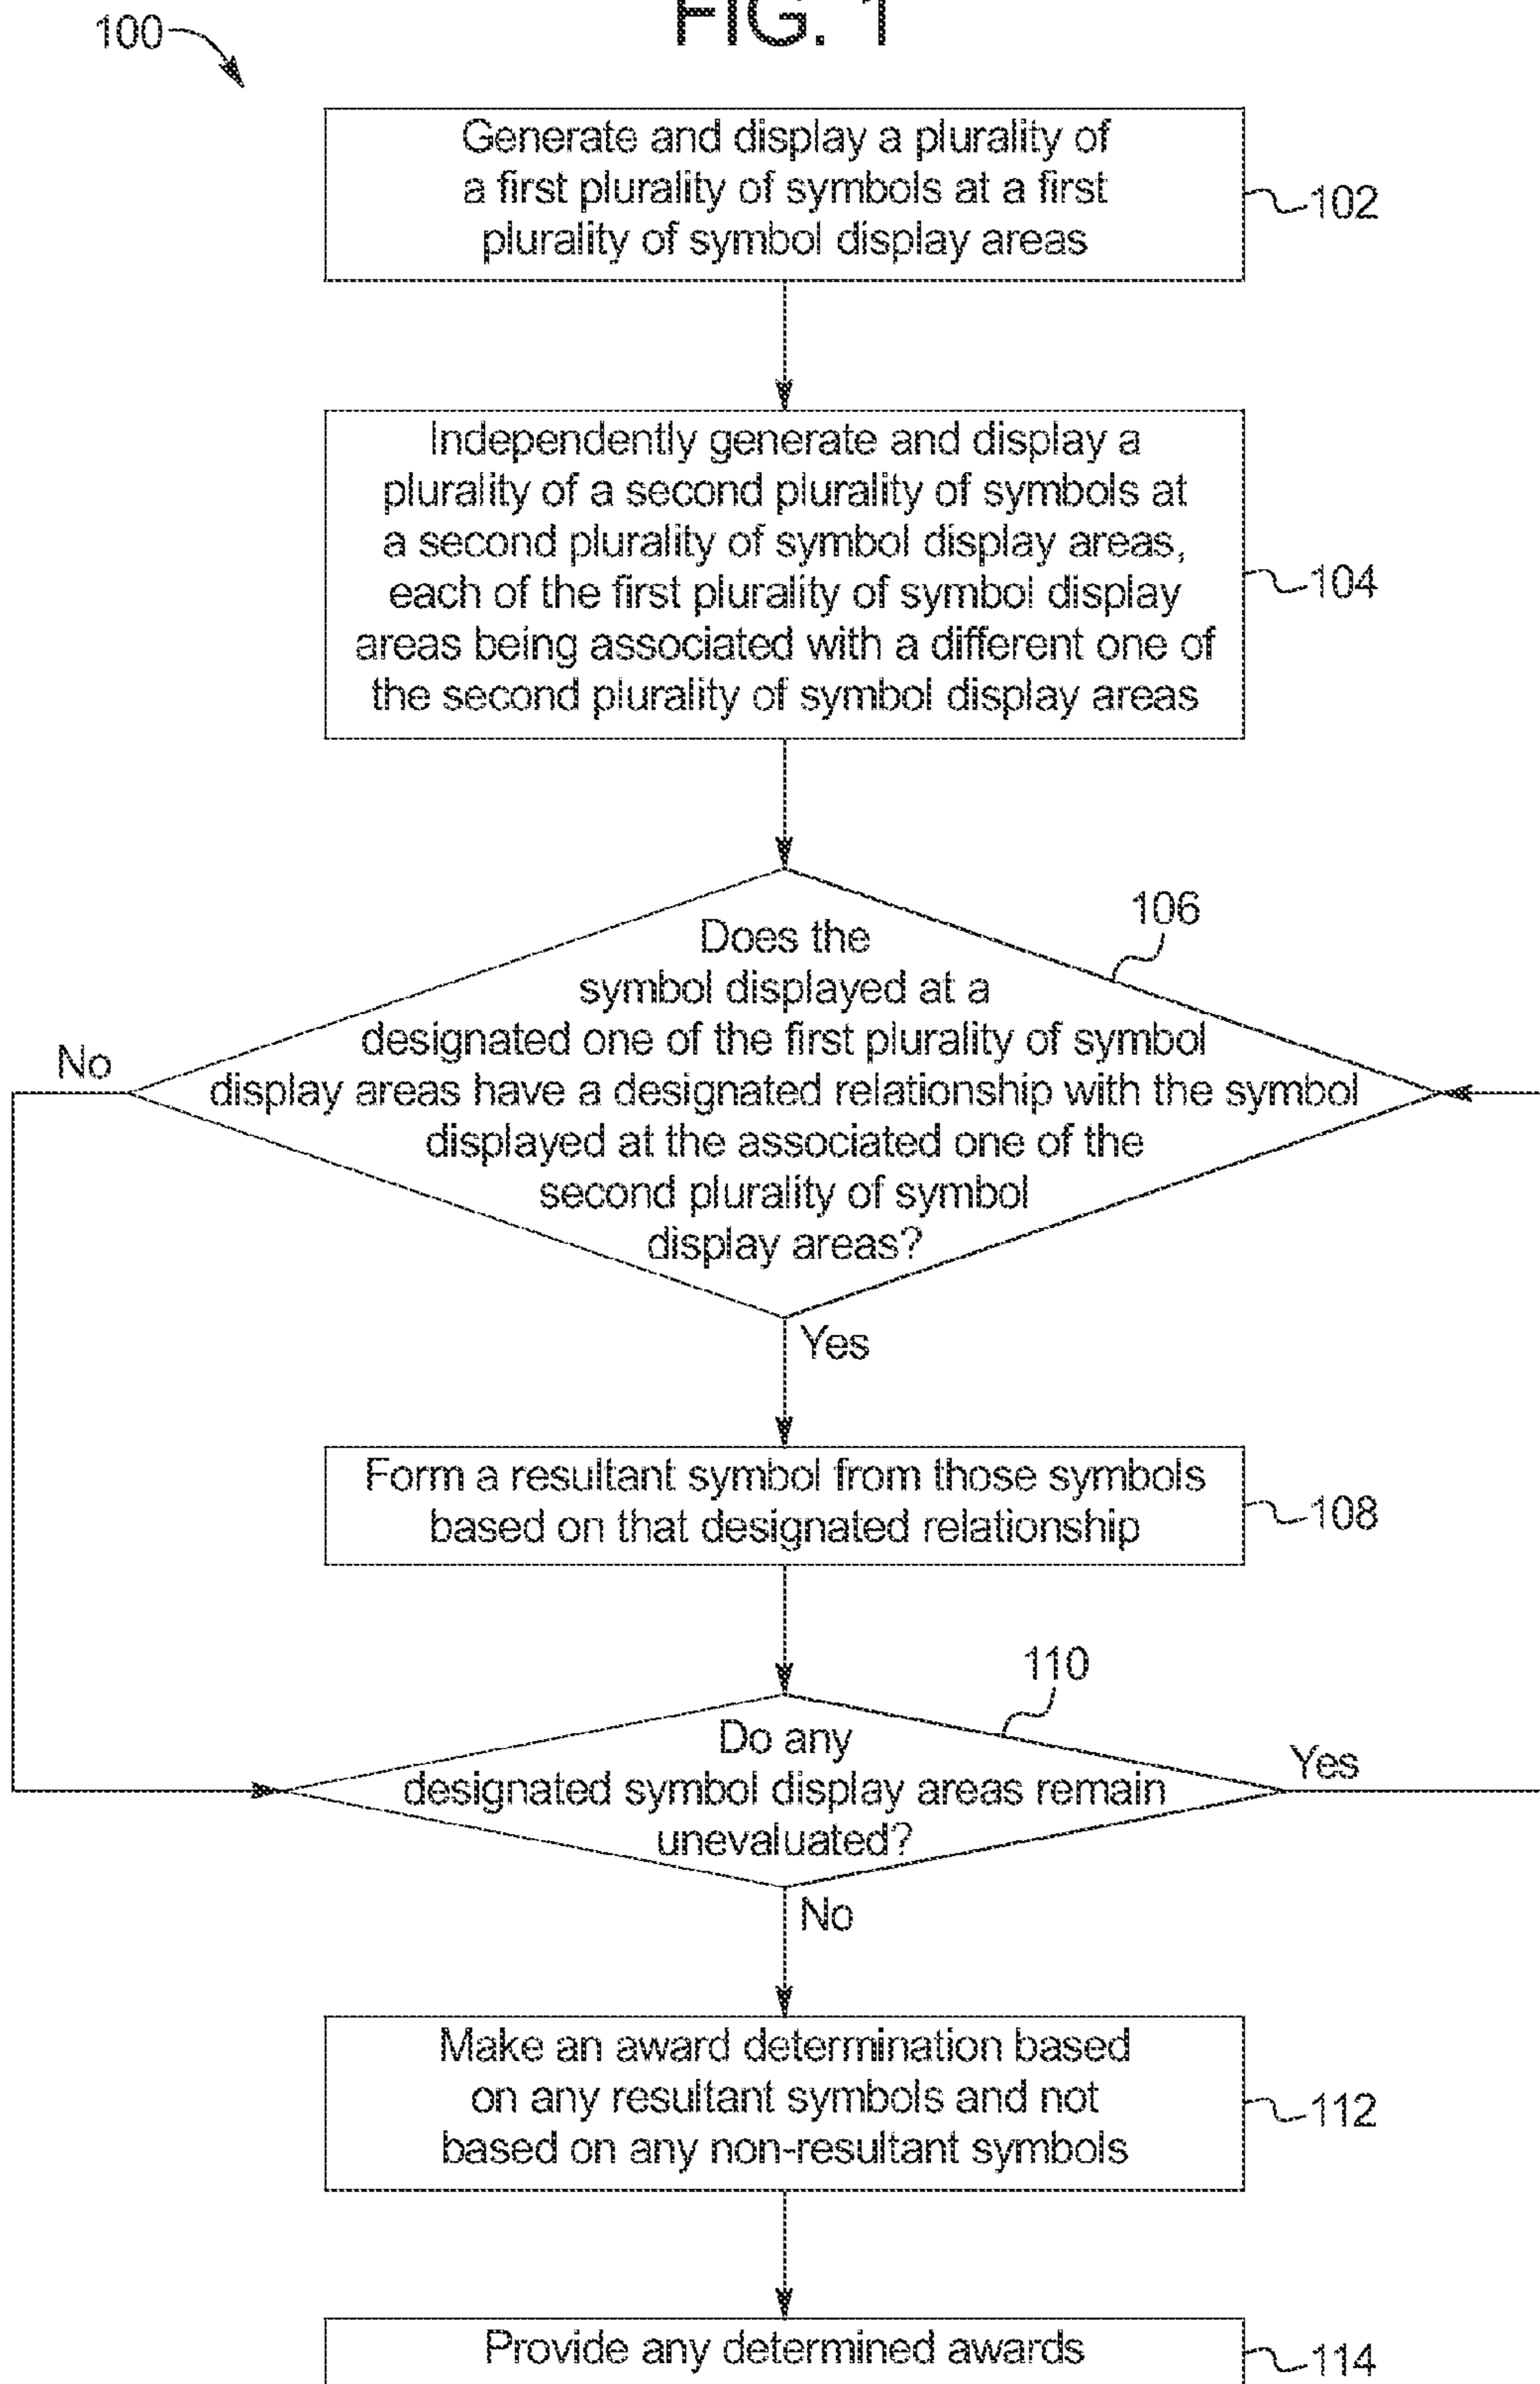 FIG. 1
100
Generate and display a plurality of
a first plurality of symbols at a first
plurality of symbol display areas
102
Independently generate and display a
plurality of a second plurality of symbols at
a second plurality of symbol display areas,
each of the first plurality of symbol display
areas being associated with a different one of
the second plurality of symbol display areas
104
106
Does the
symbol displayed at a
designated one of the first plurality of symbol
display areas have a designated relationship with the symbol
displayed at the associated one of the
second plurality of symbol
display areas?
No
Yes
Form a resultant symbol from those symbols
based on that designated relationship
108
110
Do any
designated symbol display areas remain
unevaluated?
Yes
No
Make an award determination based
on any resultant symbols and not
based on any non-resultant symbols
112
Provide any determined awards
114